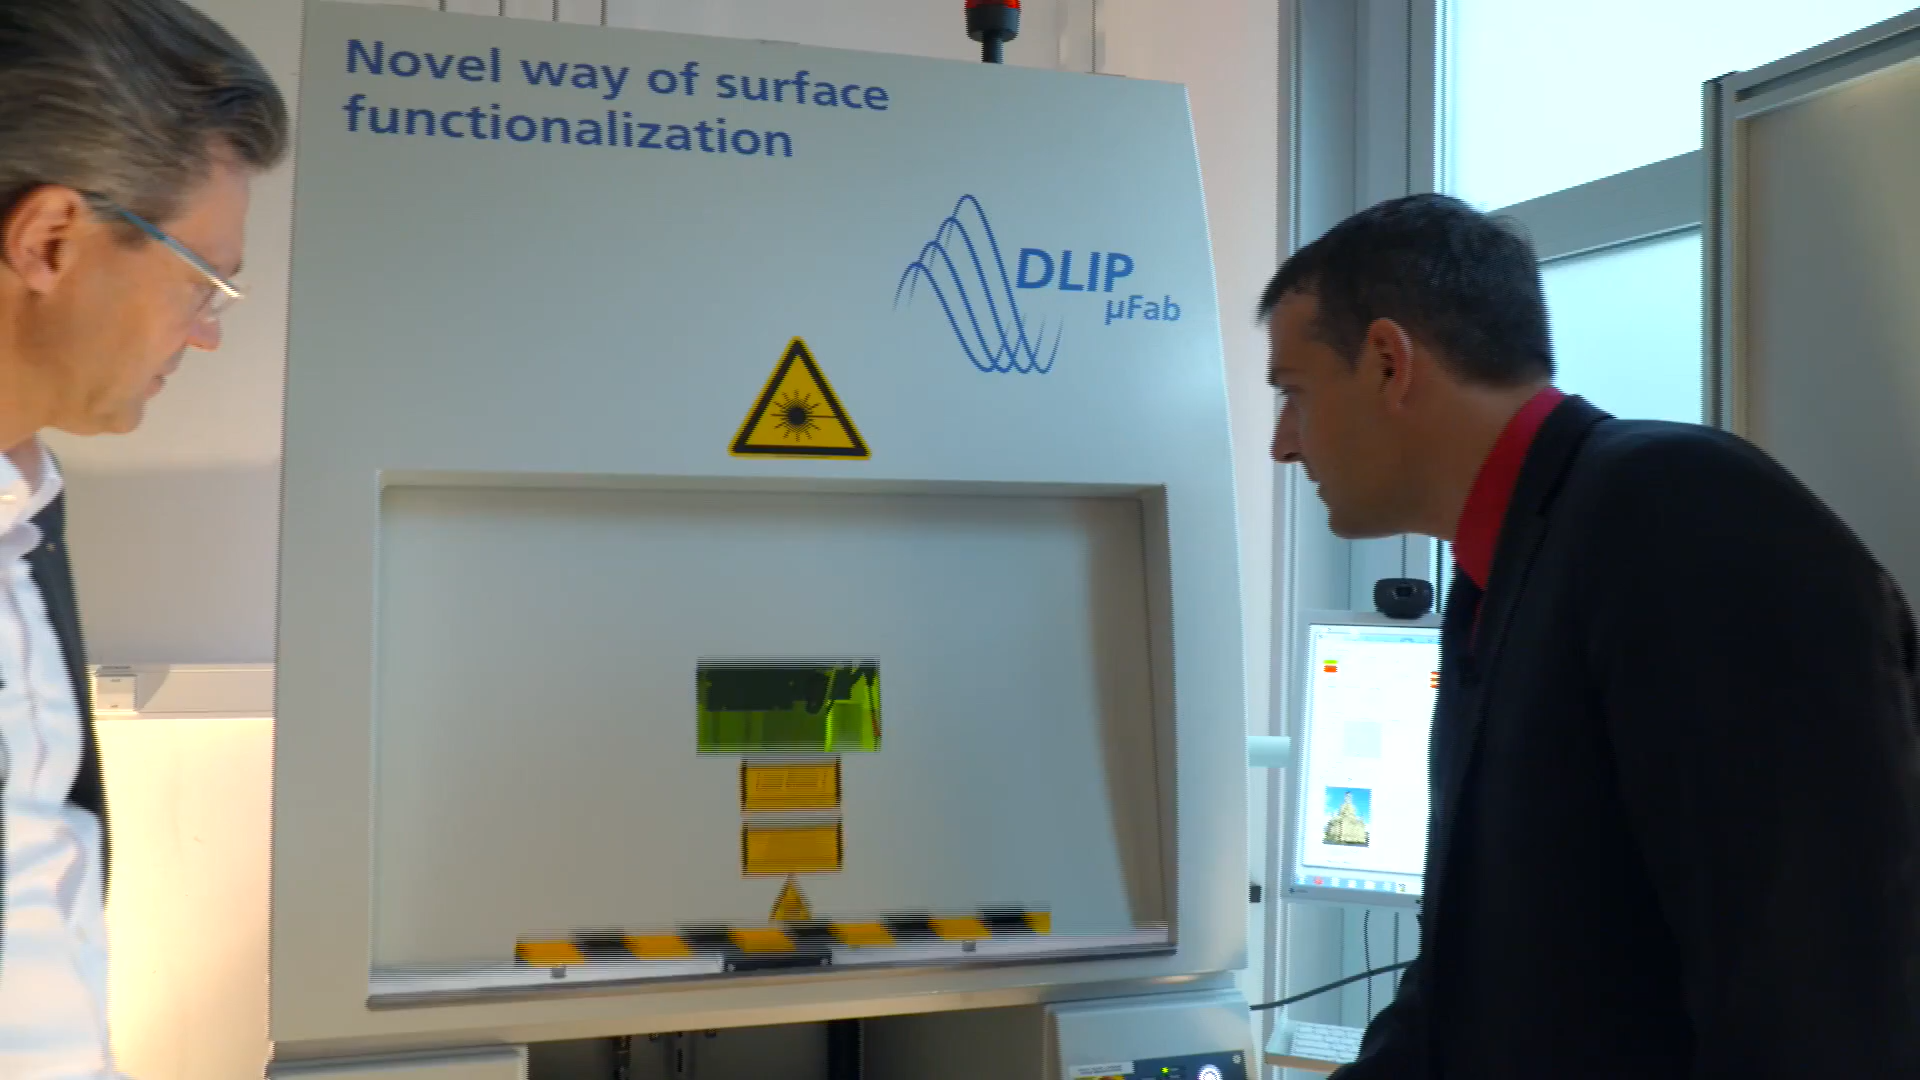 Novel way of surface
functionalization
DLIP
µFab